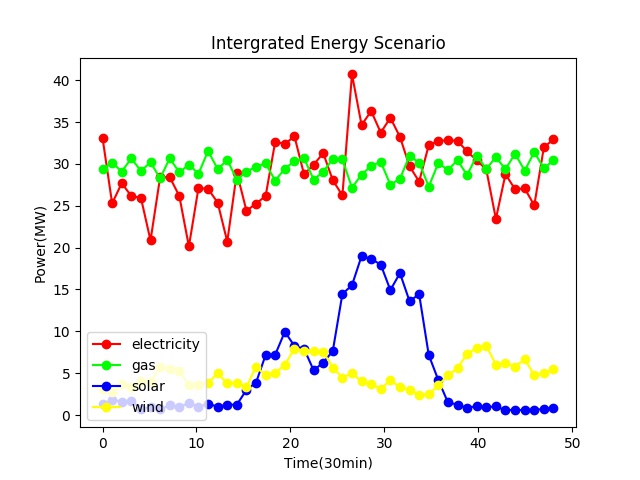 Intergrated Energy Scenario
Power(MW)
40
35
30
25
20
15
10
5
0
electricity
gas
solar
wind
0 10 20 30 40 50
Time(30min)